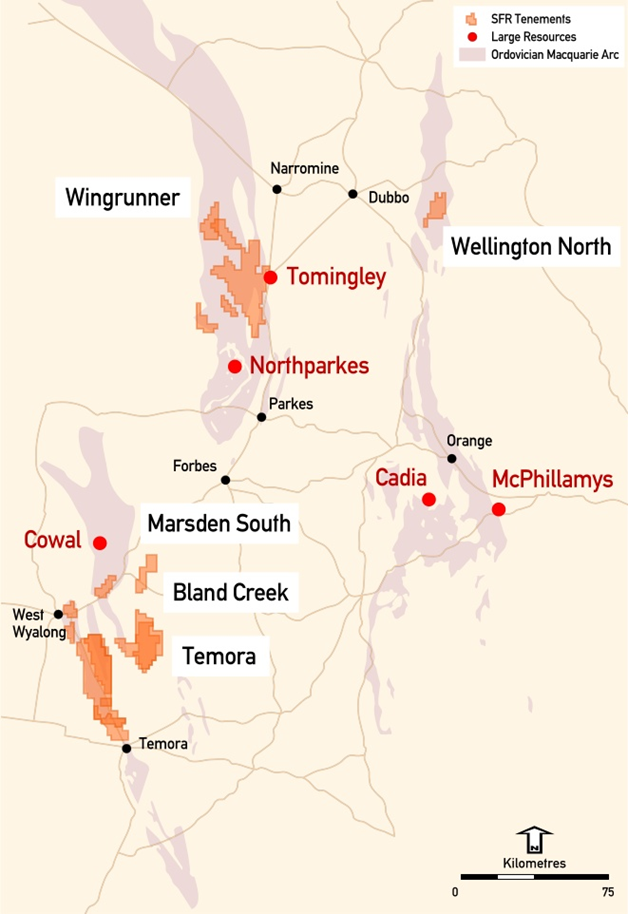 SFR Tenements
Large Resources
Ordovician Macquarie Arc
Narromine
Dubbo
Wingrunner
Wellington North
Tomingley
Northparkes
Parkes
Orange
Forbes
Cadia
McPhillamys
Marsden South
Cowal
Bland Creek
West
Wyalong
Temora
Temora
N
Kilometres
0
75